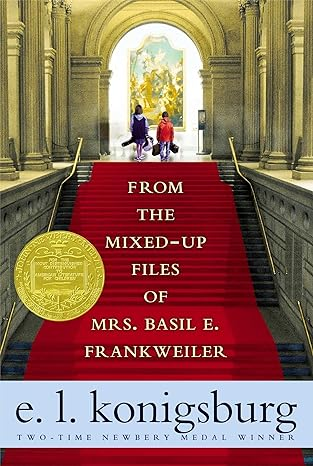 FROM
THE
MIXED-UP
FILES
OF
MRS. BASIL E.
FRANKWEILER
e. l. konigsburg
TWO-TIME NEWBERY MEDAL WINNER